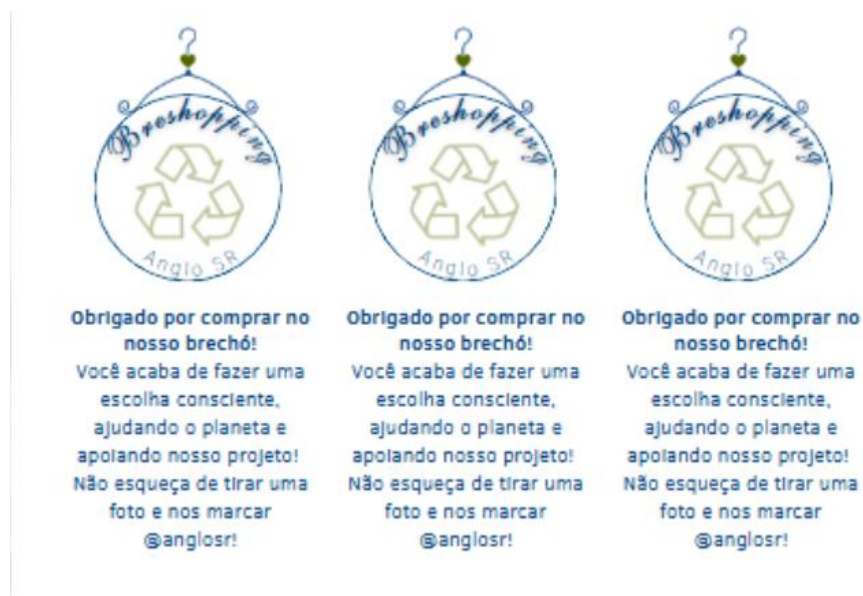 Breshopping
Anglo SR
Obrigado por comprar no
nosso brechó!
Você acaba de fazer uma
escolha consciente,
ajudando o planeta e
apoiando nosso projeto!
Não esqueça de tirar uma
foto e nos marcar
@anglosr!
Breshopping
Anglo SR
Obrigado por comprar no
nosso brechó!
Você acaba de fazer uma
escolha consciente,
ajudando o planeta e
apoiando nosso projeto!
Não esqueça de tirar uma
foto e nos marcar
@anglosr!
Breshopping
Anglo SR
Obrigado por comprar no
nosso brechó!
Você acaba de fazer uma
escolha consciente,
ajudando o planeta e
apoiando nosso projeto!
Não esqueça de tirar uma
foto e nos marcar
@anglosr!